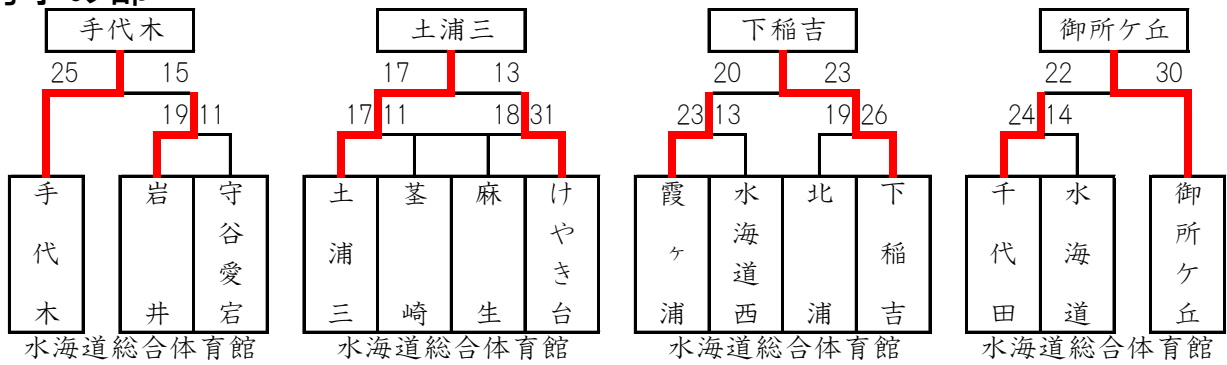 手代木 土浦三 下稲吉 御所ケ丘
25 15 17 13 20 23 22 30
19 11 17 11 18 31 23 13 19 26 24 14
手代木 岩井 守谷愛宕 土浦三 茎崎 麻生 けやき台 霞ヶ浦 水海道西 北浦 下稲吉 千代田 水海道 御所ケ丘
水海道総合体育館 水海道総合体育館 水海道総合体育館 水海道総合体育館